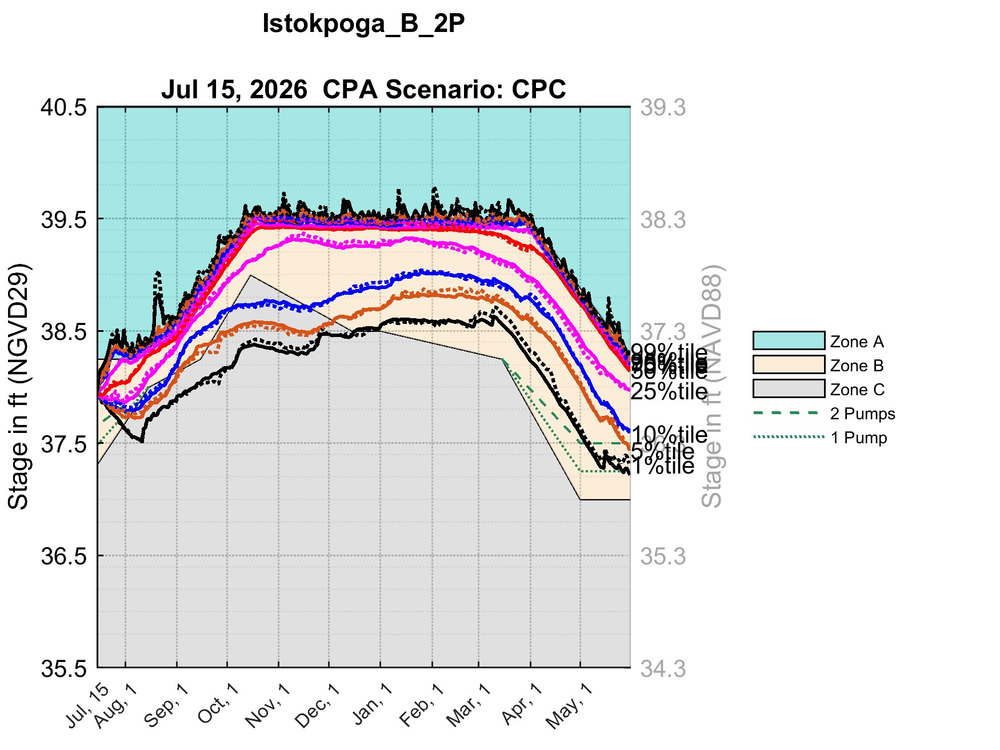 Istokpoga_B_2P
Jul 15, 2026 CPA Scenario: CPC
Stage in ft (NGVD29)
40.5
39.5
38.5
37.5
36.5
35.5
39.3
38.3
37.3
35.3
34.3
Stage in ft (NAVD88)
99%tile
50%tile
25%tile
10%tile
5%tile
1%tile
Jul, 15
Aug, 1
Sep, 1
Oct, 1
Nov, 1
Dec, 1
Jan, 1
Feb, 1
Mar, 1
Apr, 1
May, 1
Zone A
Zone B
Zone C
2 Pumps
1 Pump